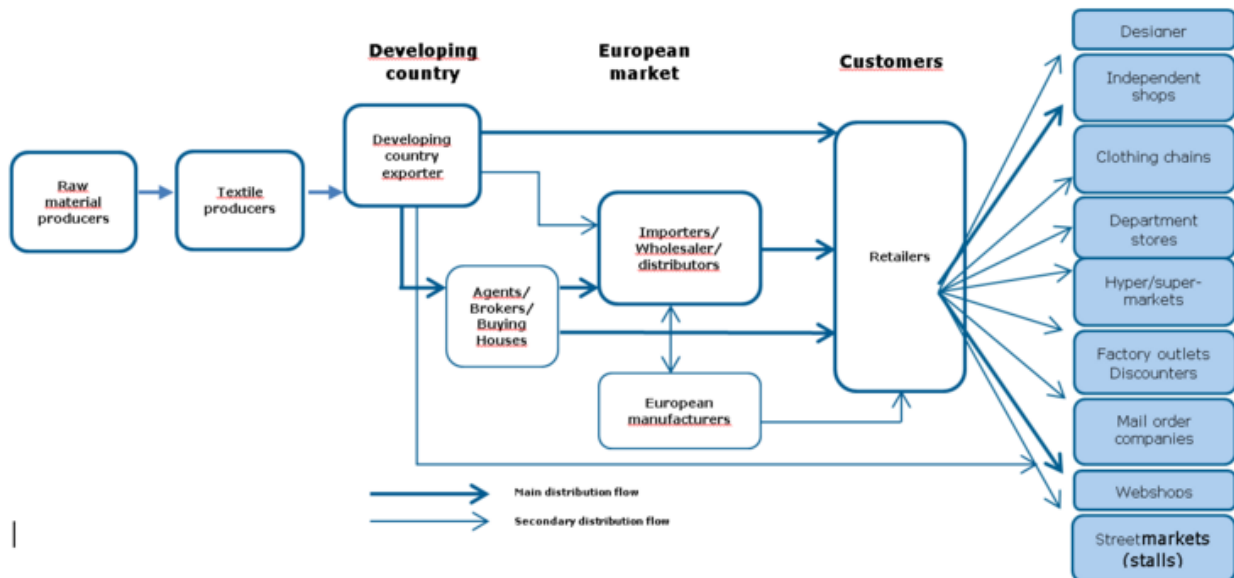 Developing
country
European
market
Customers
Raw
material
producers
Textile
producers
Developing
country
exporter
Agents/
Brokers/
Buying
Houses
Importers/
Wholesaler/
distributors
European
manufacturers
Retailers
Designer
Independent
shops
Clothing chains
Department
stores
Hyper/super-
markets
Factory outlets
Discounters
Mail order
companies
Webshops
Streetmarkets
(stalls)
Main distribution flow
Secondary distribution flow